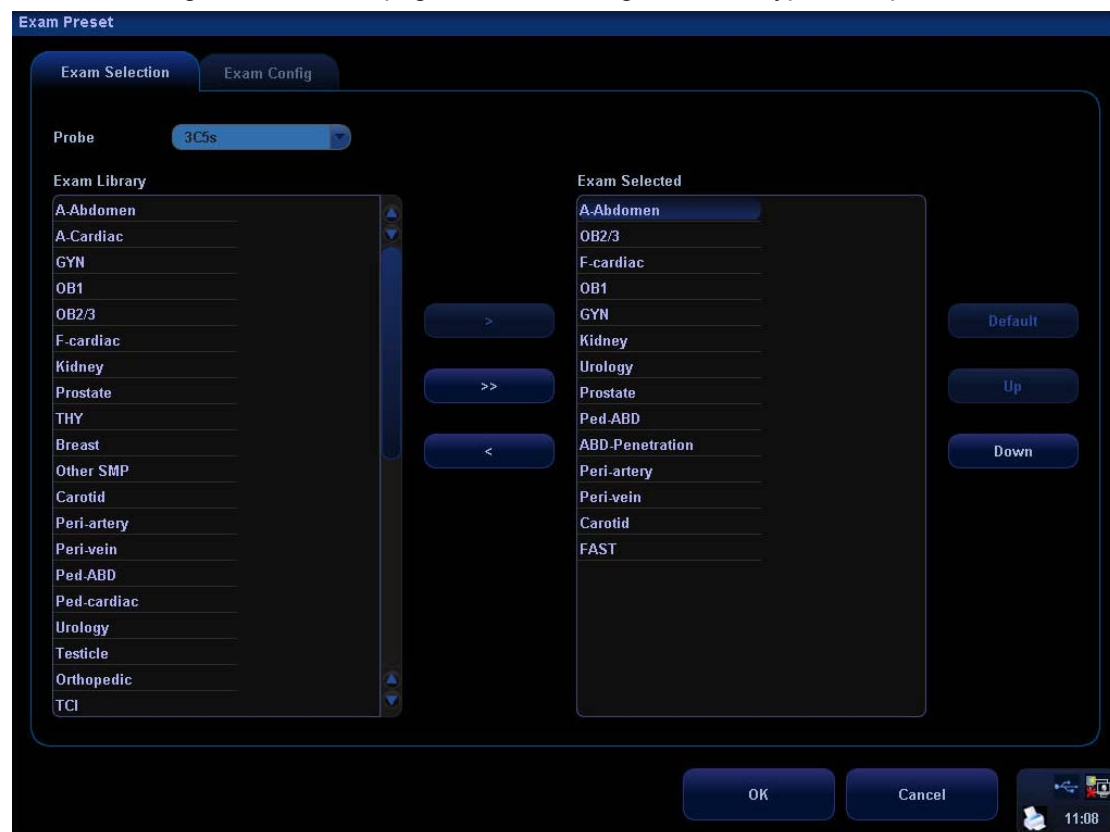 Exam Preset
Exam Selection Exam Config
Probe 3C5s
Exam Library
A-Abdomen
A-Cardiac
GYN
OB1
OB2/3
F-cardiac
Kidney
Prostate
THY
Breast
Other SMP
Carotid
Peri-artery
Peri-vein
Ped-ABD
Ped-cardiac
Urology
Testicle
Orthopedic
TCI
>
>>
<
Exam Selected
A-Abdomen
OB2/3
F-cardiac
OB1
GYN
Kidney
Urology
Prostate
Ped-ABD
ABD-Penetration
Peri-artery
Peri-vein
Carotid
FAST
Default
Up
Down
OK Cancel
11:08